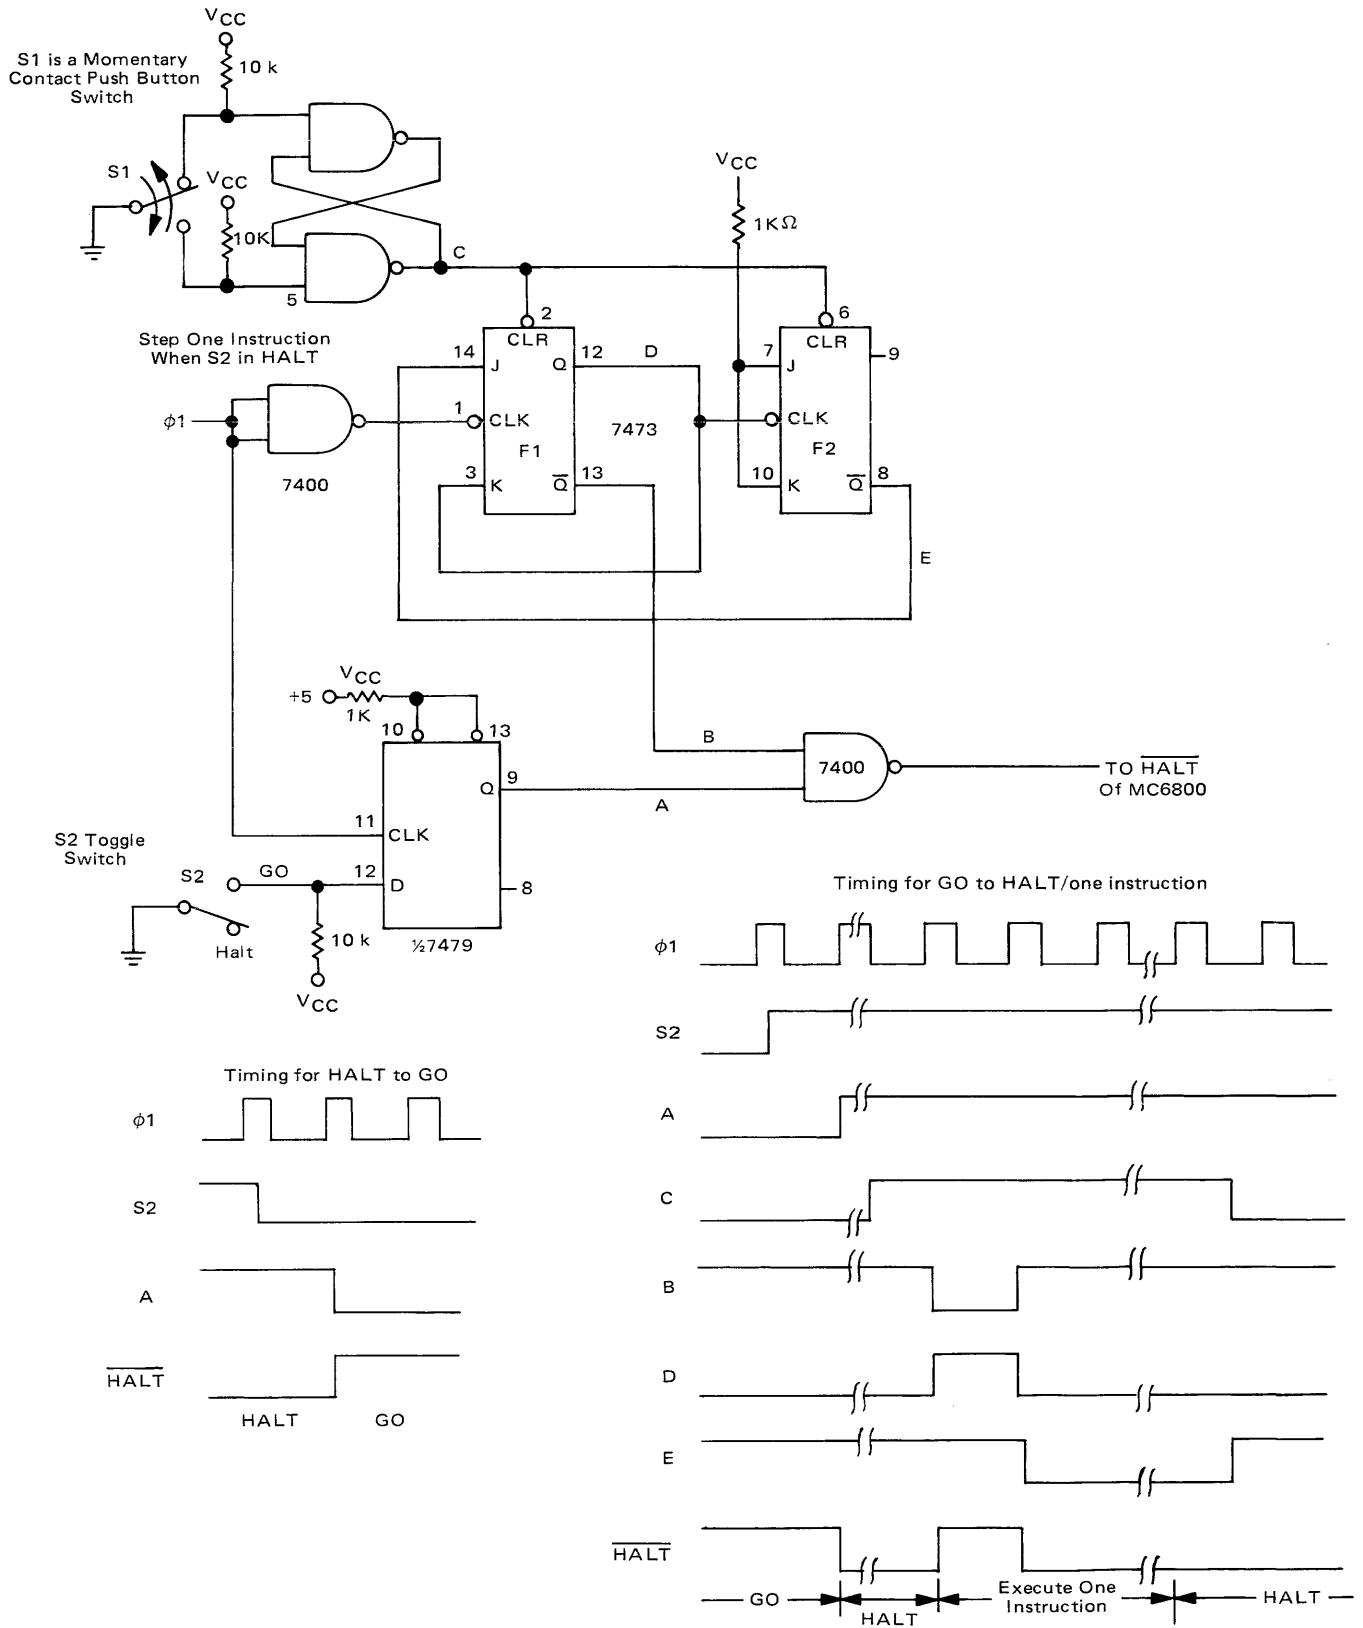 VCC
S1 is a Momentary
Contact Push Button
Switch
10 k
S1
VCC
10K
5
C
VCC
1KΩ
Step One Instruction
When S2 in HALT
2
CLR
14
J
Q
12
D
6
CLR
7
J
9
ϕ1
1
CLK
7473
CLK
F1
F2
7400
3
K
Q̅
13
10
K
Q̅
8
E
VCC
+5
1K
10
13
B
7400
TO H̅A̅L̅T̅
Of MC6800
Q
9
A
11
CLK
S2 Toggle
Switch
S2
GO
12
D
8
Halt
10 k
½7479
VCC
Timing for GO to HALT/one instruction
ϕ1
S2
A
C
B
D
E
H̅A̅L̅T̅
GO
HALT
Execute One
Instruction
HALT
Timing for HALT to GO
ϕ1
S2
A
H̅A̅L̅T̅
HALT
GO